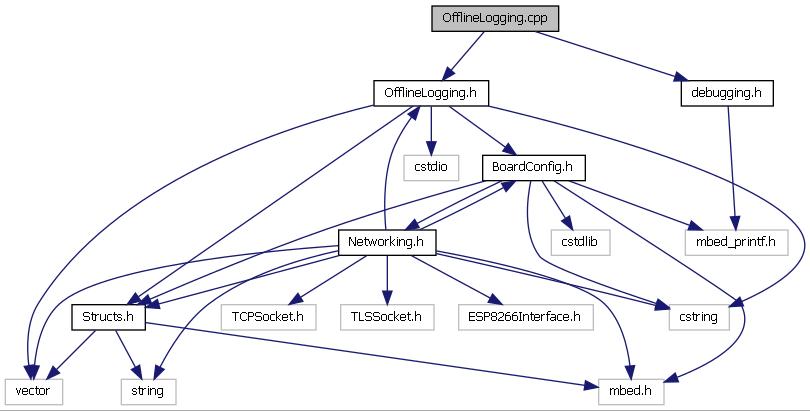 OfflineLogging.cpp
OfflineLogging.h
debugging.h
cstdio
BoardConfig.h
Networking.h
cstdlib
mbed_printf.h
Structs.h
TCPSocket.h
TLSSocket.h
ESP8266Interface.h
cstring
vector
string
mbed.h